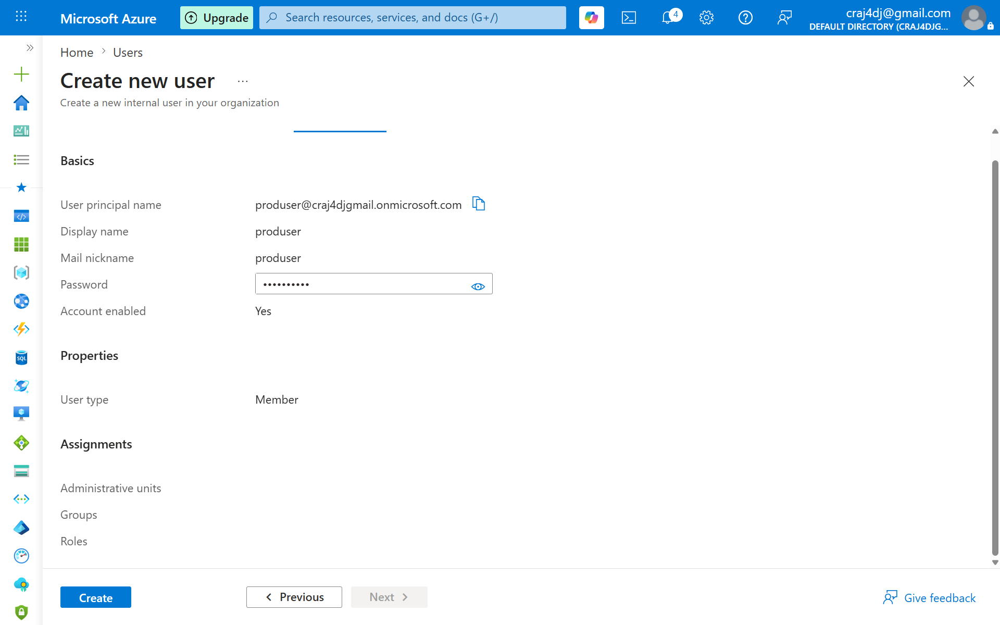 Microsoft Azure
Upgrade
Search resources, services, and docs (G+/)
4
craj4dj@gmail.com
DEFAULT DIRECTORY (CRAJ4DJG...
Home > Users
Create new user ...
Create a new internal user in your organization
Basics
User principal name produser@craj4djgmail.onmicrosoft.com
Display name produser
Mail nickname produser
Password ••••••••••
Account enabled Yes
Properties
User type Member
Assignments
Administrative units
Groups
Roles
SQL
Create
Previous
Next
Give feedback